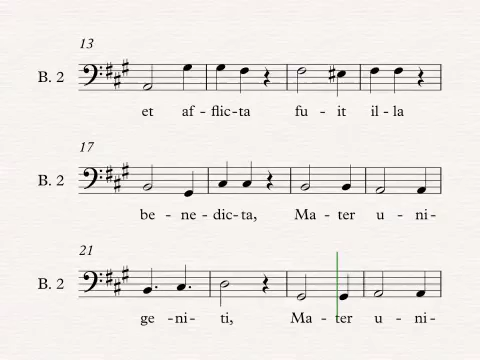 13
B. 2
et af - flic-ta fu - it il - la
17
B. 2
be - ne - dic-ta, Ma - ter u - ni-
21
B. 2
ge - ni - ti, Ma - ter u - ni-